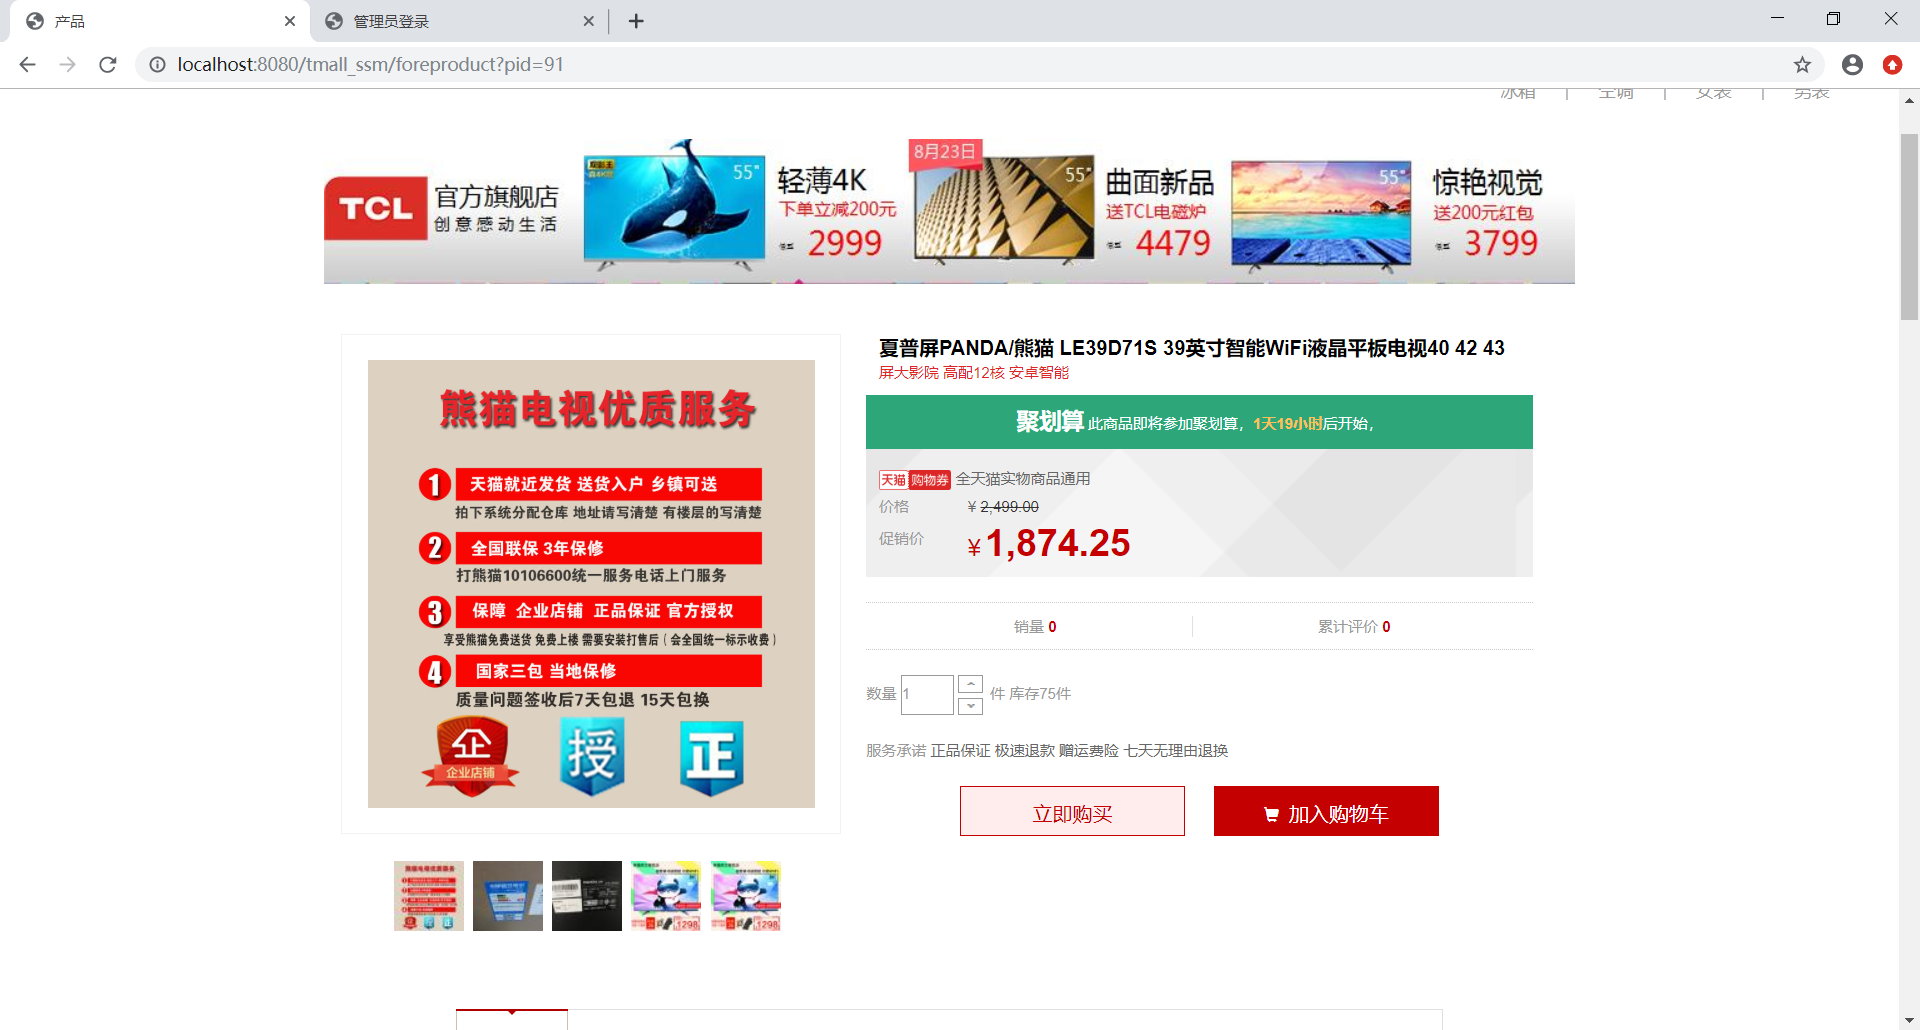 产品
管理员登录
localhost:8080/tmall_ssm/foreproduct?pid=91
冰箱 | 空调 | 女装 | 男装
TCL
官方旗舰店
创意感动生活
55"
轻薄4K
下单立减200元
2999
8月23日
55"
曲面新品
送TCL电磁炉
4479
55"
惊艳视觉
送200元红包
3799
熊猫电视优质服务
1 天猫就近发货 送货入户 乡镇可送
拍下系统分配仓库 地址请写清楚 有楼层的写清楚
2 全国联保 3年保修
打熊猫10106600统一服务电话上门服务
3 保障 企业店铺 正品保证 官方授权
享受熊猫免费送货 免费上楼 需要安装打售后（会全国统一标示收费）
4 国家三包 当地保修
质量问题签收后7天包退 15天包换
企 授 正
企业店铺
夏普屏PANDA/熊猫 LE39D71S 39英寸智能WiFi液晶平板电视40 42 43
屏大影院 高配12核 安卓智能
聚划算 此商品即将参加聚划算，1天19小时后开始，
天猫 购物券 全天猫实物商品通用
价格 ¥ 2,499.00
促销价 ¥ 1,874.25
销量 0 累计评价 0
数量 1 件 库存75件
服务承诺 正品保证 极速退款 赠运费险 七天无理由退换
立即购买 加入购物车
熊猫电视优质服务
1298
1298